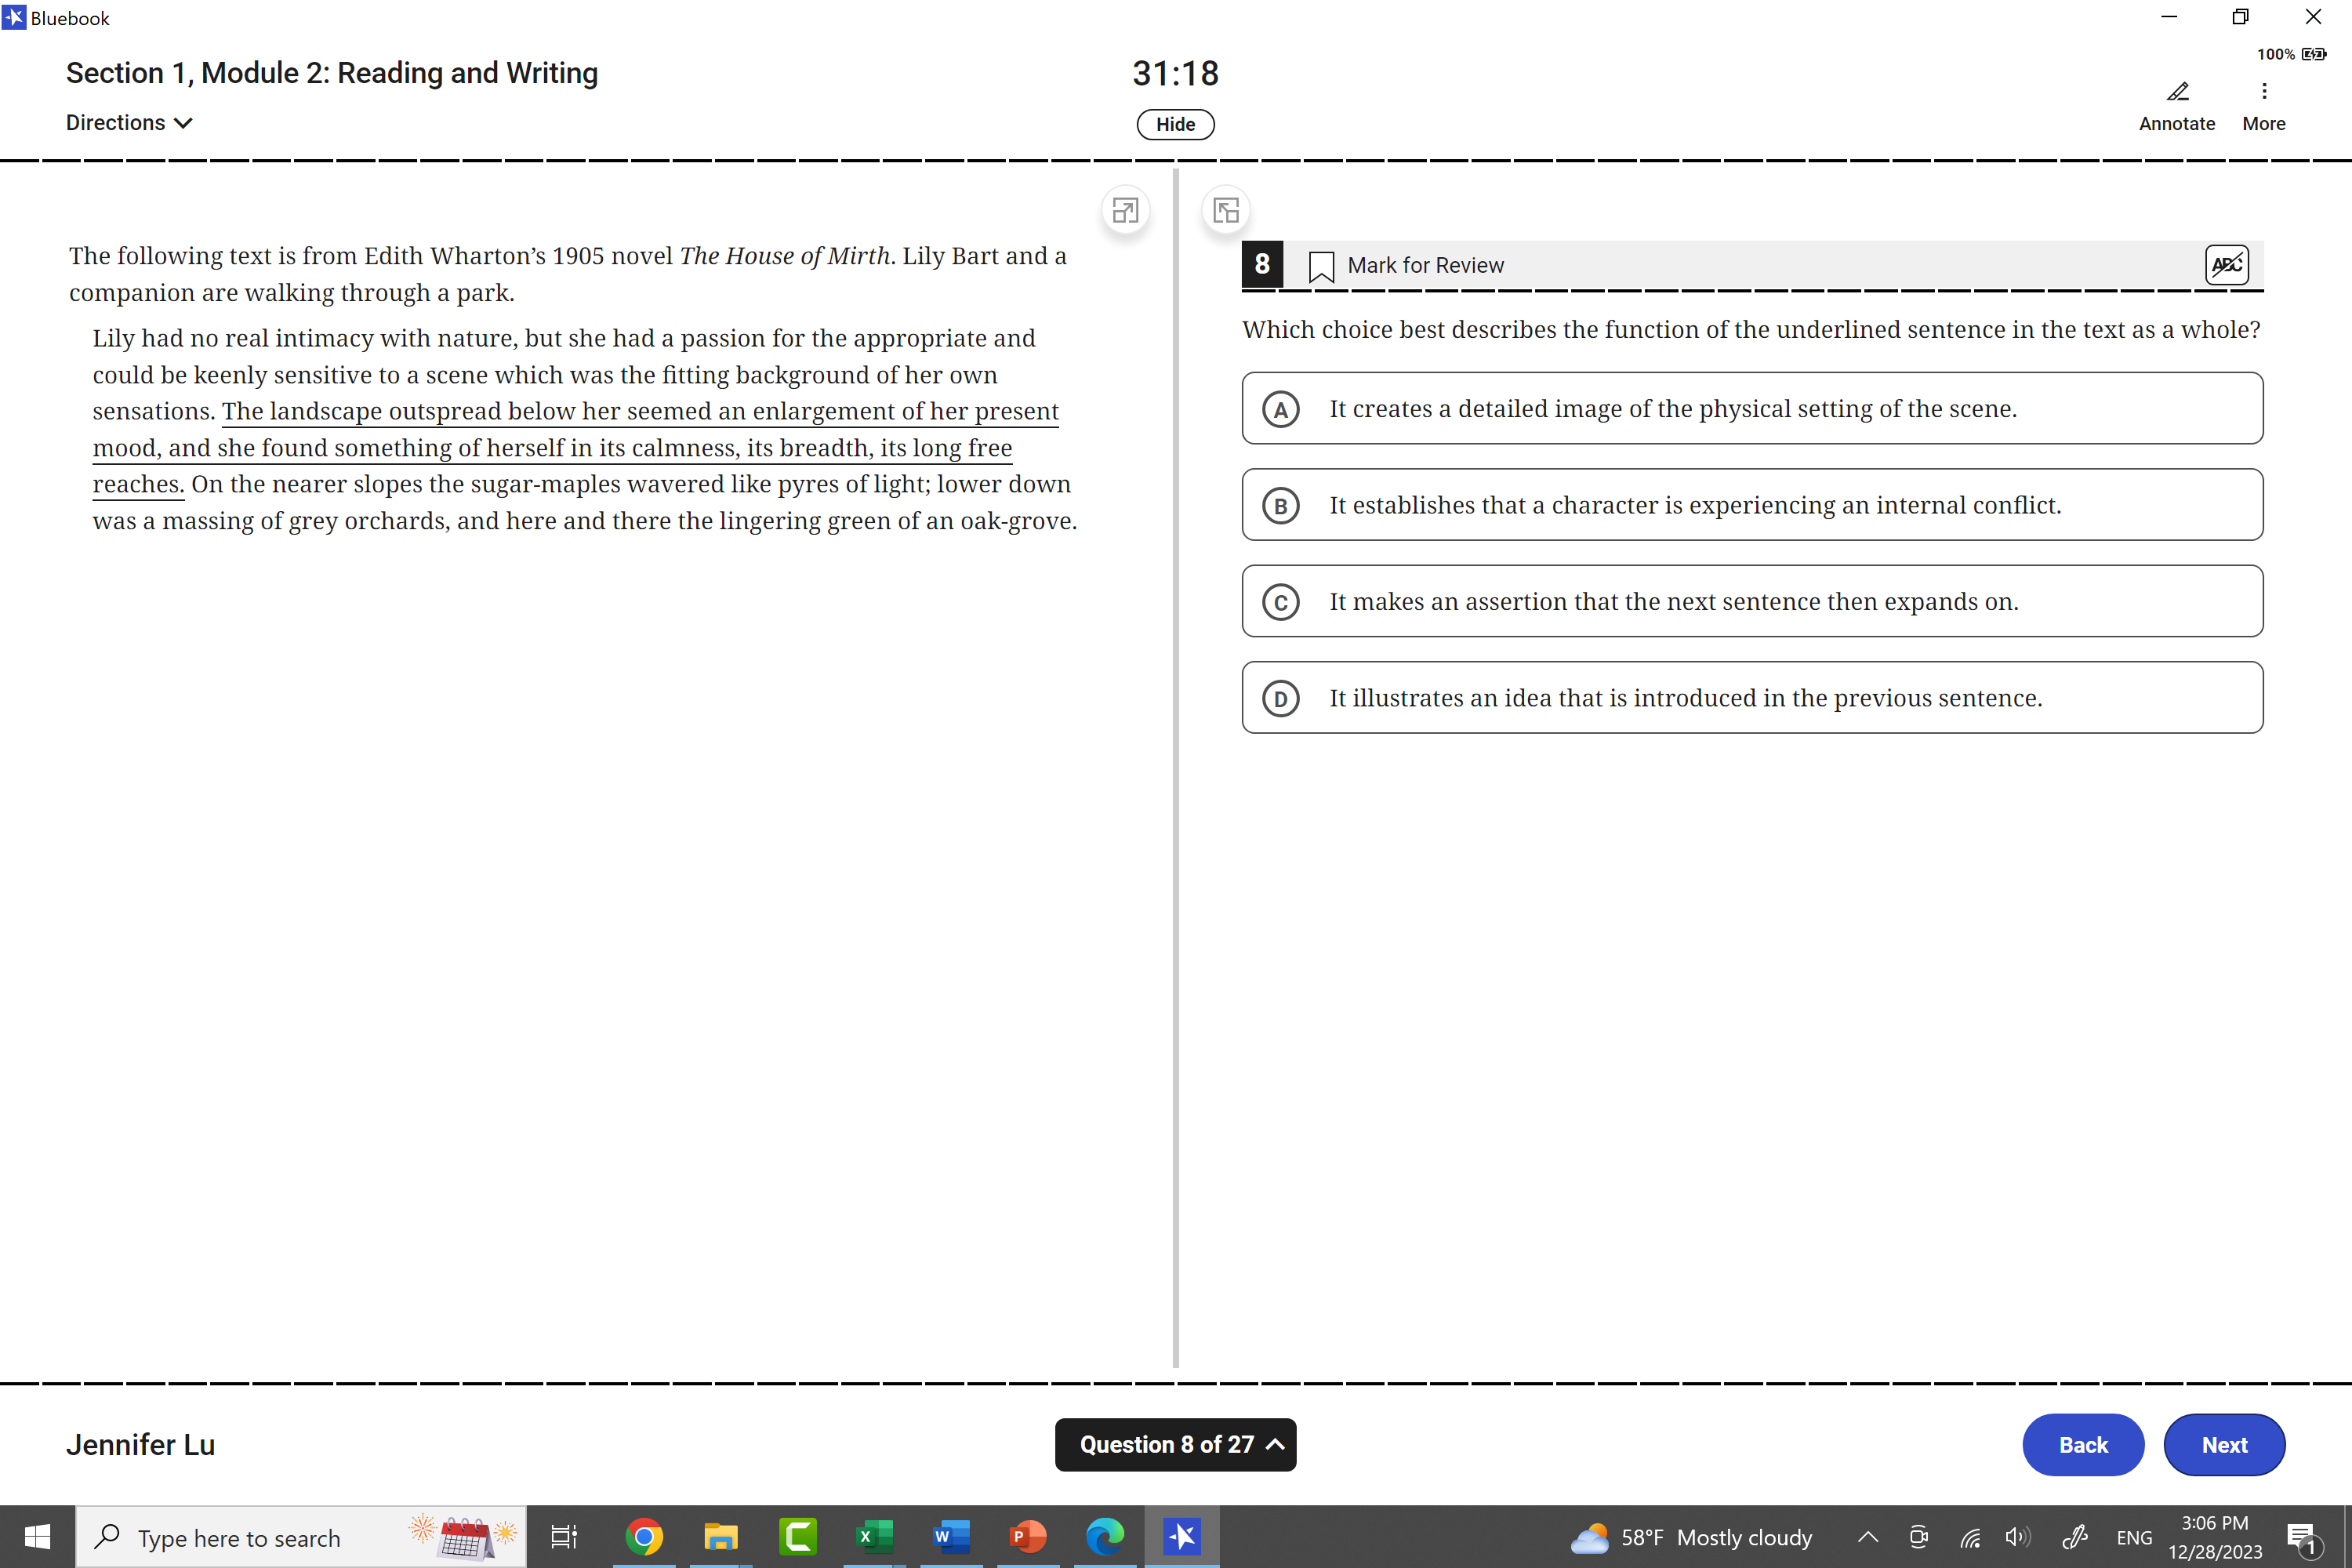 Bluebook
100%
Section 1, Module 2: Reading and Writing
31:18
Directions
Hide
Annotate
More
The following text is from Edith Wharton’s 1905 novel The House of Mirth. Lily Bart and a
companion are walking through a park.
Lily had no real intimacy with nature, but she had a passion for the appropriate and
could be keenly sensitive to a scene which was the fitting background of her own
sensations. The landscape outspread below her seemed an enlargement of her present
mood, and she found something of herself in its calmness, its breadth, its long free
reaches. On the nearer slopes the sugar-maples wavered like pyres of light; lower down
was a massing of grey orchards, and here and there the lingering green of an oak-grove.
8 Mark for Review ABC
Which choice best describes the function of the underlined sentence in the text as a whole?
A It creates a detailed image of the physical setting of the scene.
B It establishes that a character is experiencing an internal conflict.
C It makes an assertion that the next sentence then expands on.
D It illustrates an idea that is introduced in the previous sentence.
Jennifer Lu
Question 8 of 27
Back
Next
Type here to search
X
W
P
58°F Mostly cloudy
ENG
3:06 PM
12/28/2023
1